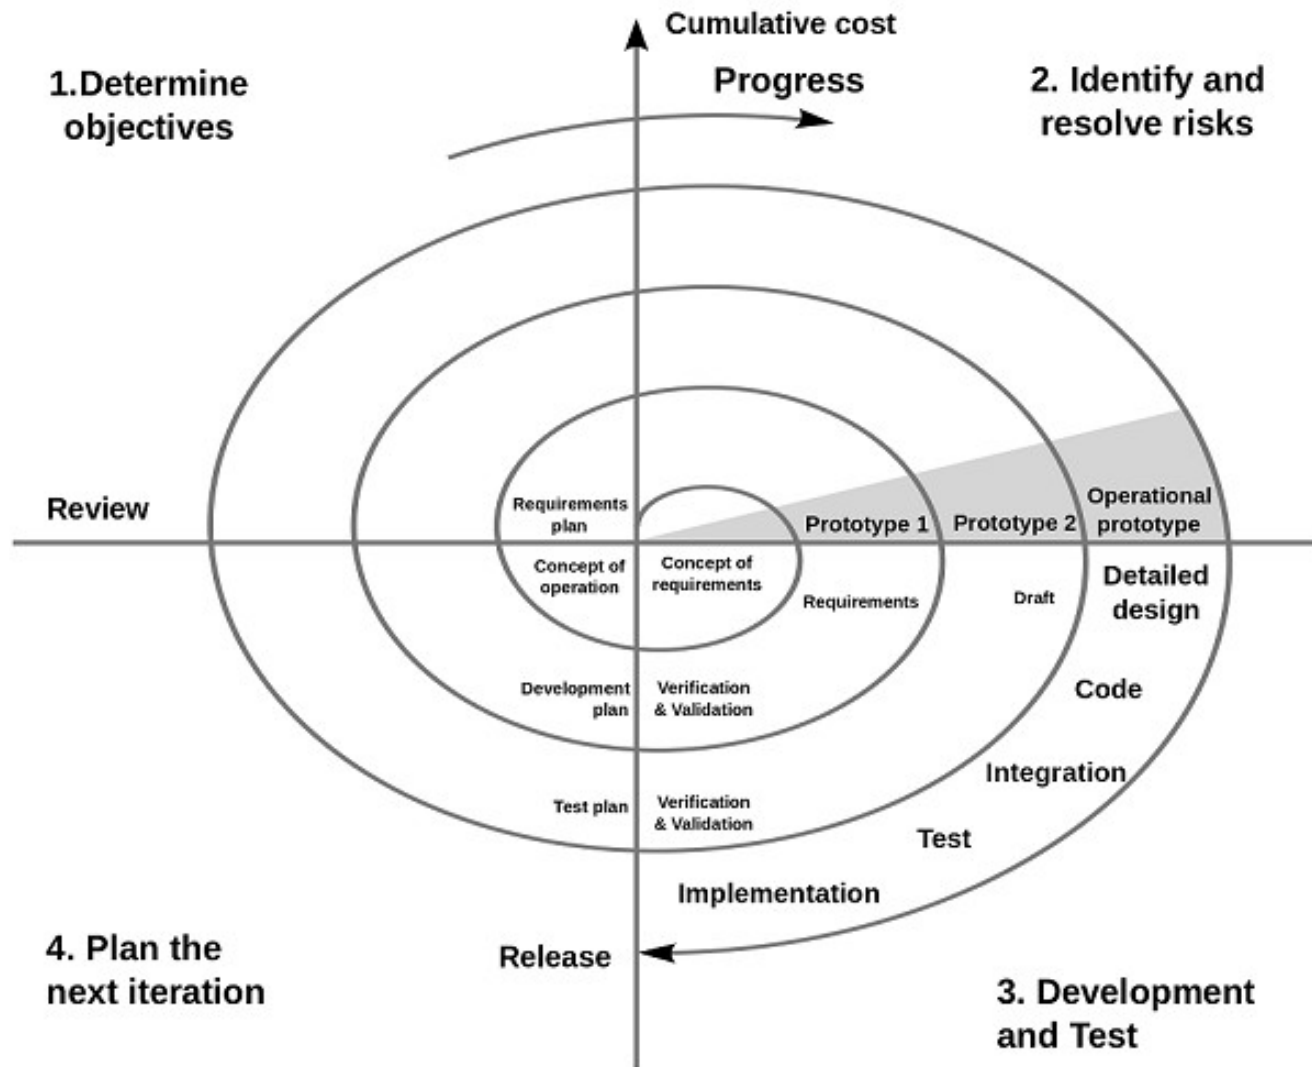 Cumulative cost
Progress
1.Determine
objectives
2. Identify and
resolve risks
Review
Requirements
plan
Prototype 1
Prototype 2
Operational
prototype
Concept of
operation
Concept of
requirements
Requirements
Draft
Detailed
design
Code
Development
plan
Verification
& Validation
Integration
Test plan
Verification
& Validation
Test
Implementation
Release
4. Plan the
next iteration
3. Development
and Test